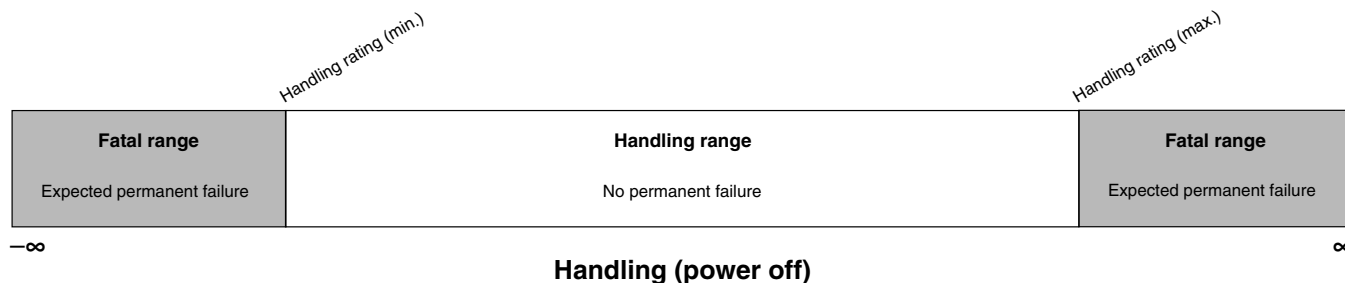 Handling rating (min.)
Handling rating (max.)
Fatal range
Handling range
Fatal range
Expected permanent failure
No permanent failure
Expected permanent failure
–∞
∞
Handling (power off)